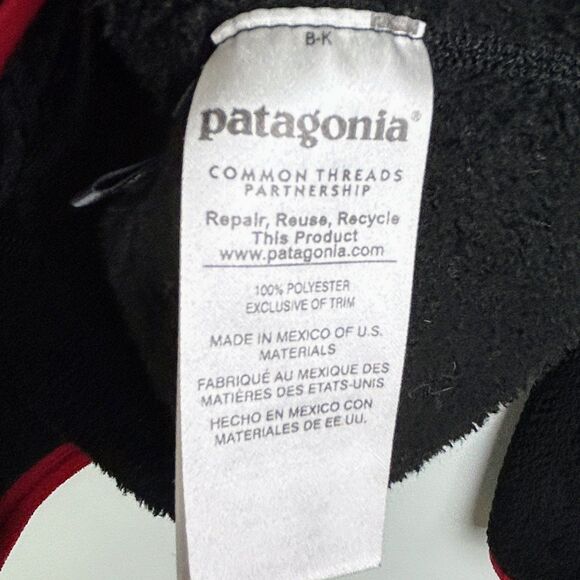 B-K
patagonia®
COMMON THREADS
PARTNERSHIP
Repair, Reuse, Recycle
This Product
www.patagonia.com
100% POLYESTER
EXCLUSIVE OF TRIM
MADE IN MEXICO OF U.S.
MATERIALS
FABRIQUÉ AU MEXIQUE DES
MATIÈRES DES ETATS-UNIS
HECHO EN MEXICO CON
MATERIALES DE EE.UU.